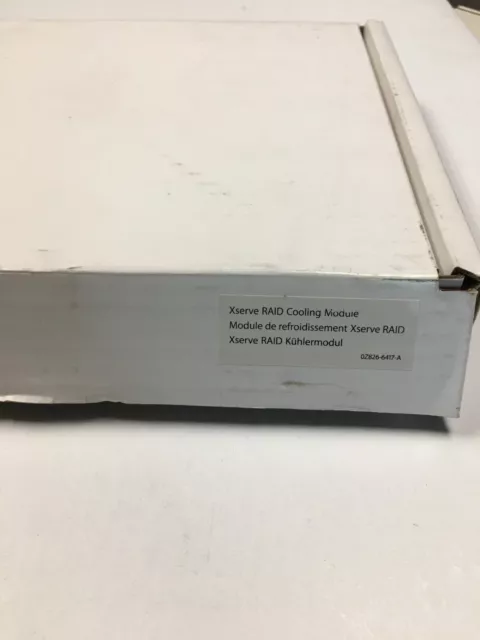 Xserve RAID Cooling Module
Module de refroidissement Xserve RAID
Xserve RAID Kühlermodul
0Z826-6417-A